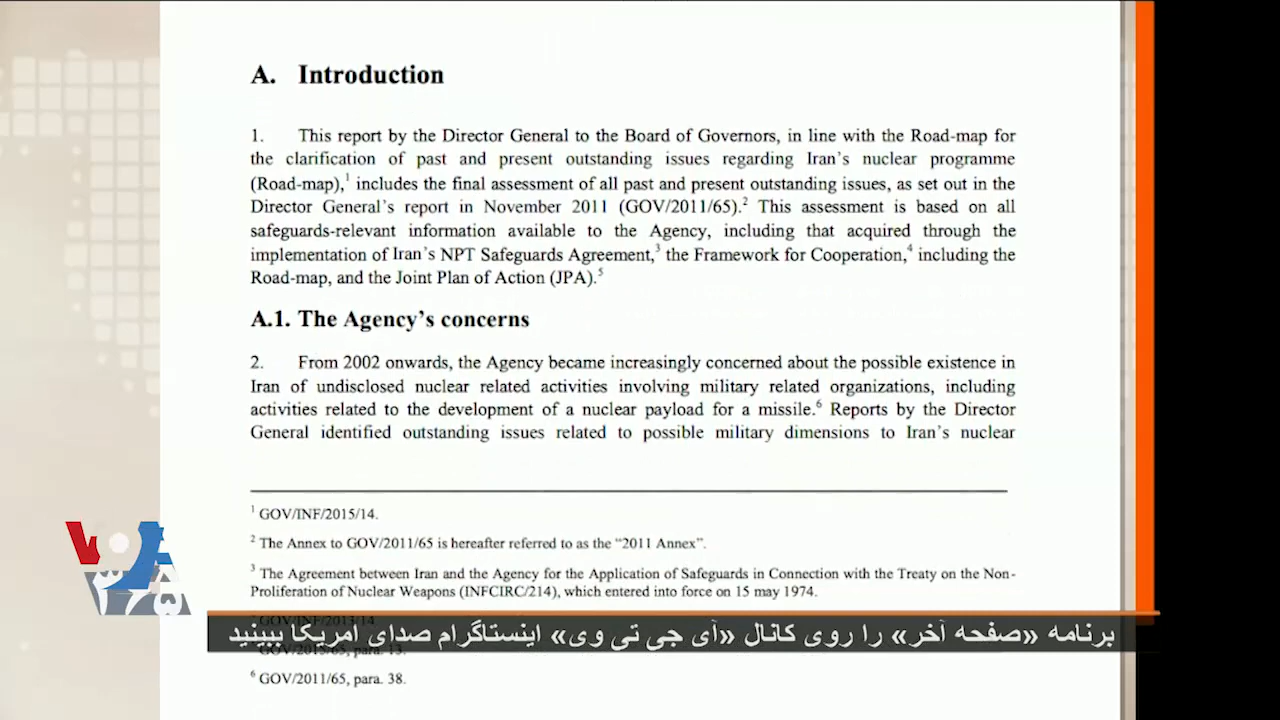 A. Introduction
1. This report by the Director General to the Board of Governors, in line with the Road-map for
the clarification of past and present outstanding issues regarding Iran's nuclear programme
(Road-map),¹ includes the final assessment of all past and present outstanding issues, as set out in the
Director General's report in November 2011 (GOV/2011/65).² This assessment is based on all
safeguards-relevant information available to the Agency, including that acquired through the
implementation of Iran's NPT Safeguards Agreement,³ the Framework for Cooperation,⁴ including the
Road-map, and the Joint Plan of Action (JPA).⁵
A.1. The Agency's concerns
2. From 2002 onwards, the Agency became increasingly concerned about the possible existence in
Iran of undisclosed nuclear related activities involving military related organizations, including
activities related to the development of a nuclear payload for a missile.⁶ Reports by the Director
General identified outstanding issues related to possible military dimensions to Iran's nuclear
¹ GOV/INF/2015/14.
² The Annex to GOV/2011/65 is hereafter referred to as the “2011 Annex”.
³ The Agreement between Iran and the Agency for the Application of Safeguards in Connection with the Treaty on the Non-
Proliferation of Nuclear Weapons (INFCIRC/214), which entered into force on 15 may 1974.
GOV/INF/2013/14
برنامه «صفحه آخر» را روی کانال «آی جی تی وی» اینستاگرام صدای آمریکا ببینید
para. 13.
⁶ GOV/2011/65, para. 38.
VOA
۳۶۵